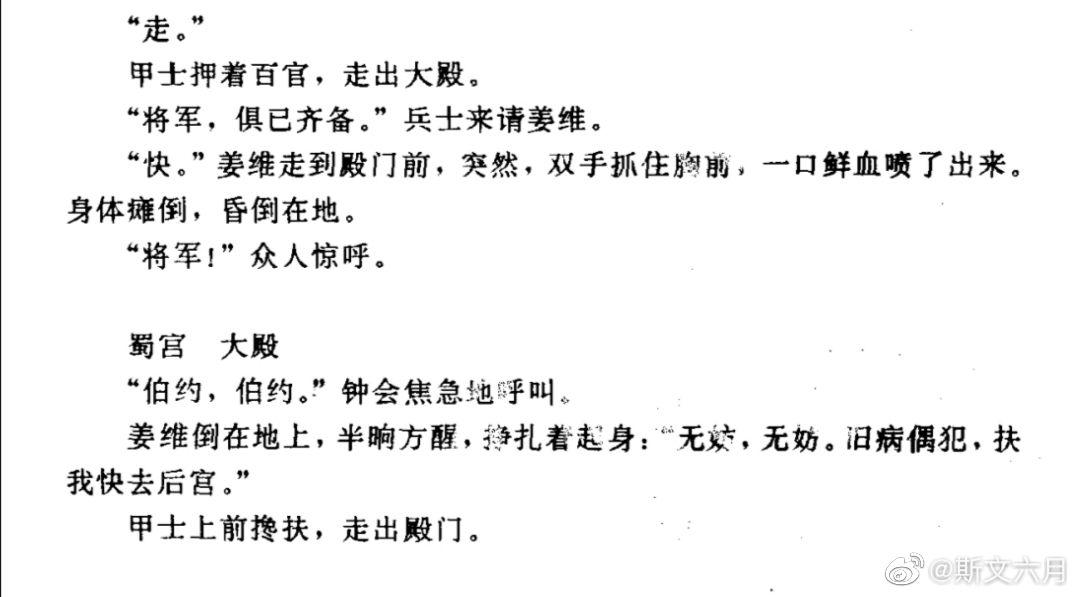 “走。”
甲士押着百官，走出大殿。
“将军，俱已齐备。”兵士来请姜维。
“快。”姜维走到殿门前，突然，双手抓住胸前，一口鲜血喷了出来。
身体瘫倒，昏倒在地。
“将军！”众人惊呼。
蜀宫　大殿
“伯约，伯约。”钟会焦急地呼叫。
姜维倒在地上，半晌方醒，挣扎着起身：“无妨，无妨。旧病偶犯，扶
我快去后宫。”
甲士上前搀扶，走出殿门。
@斯文六月